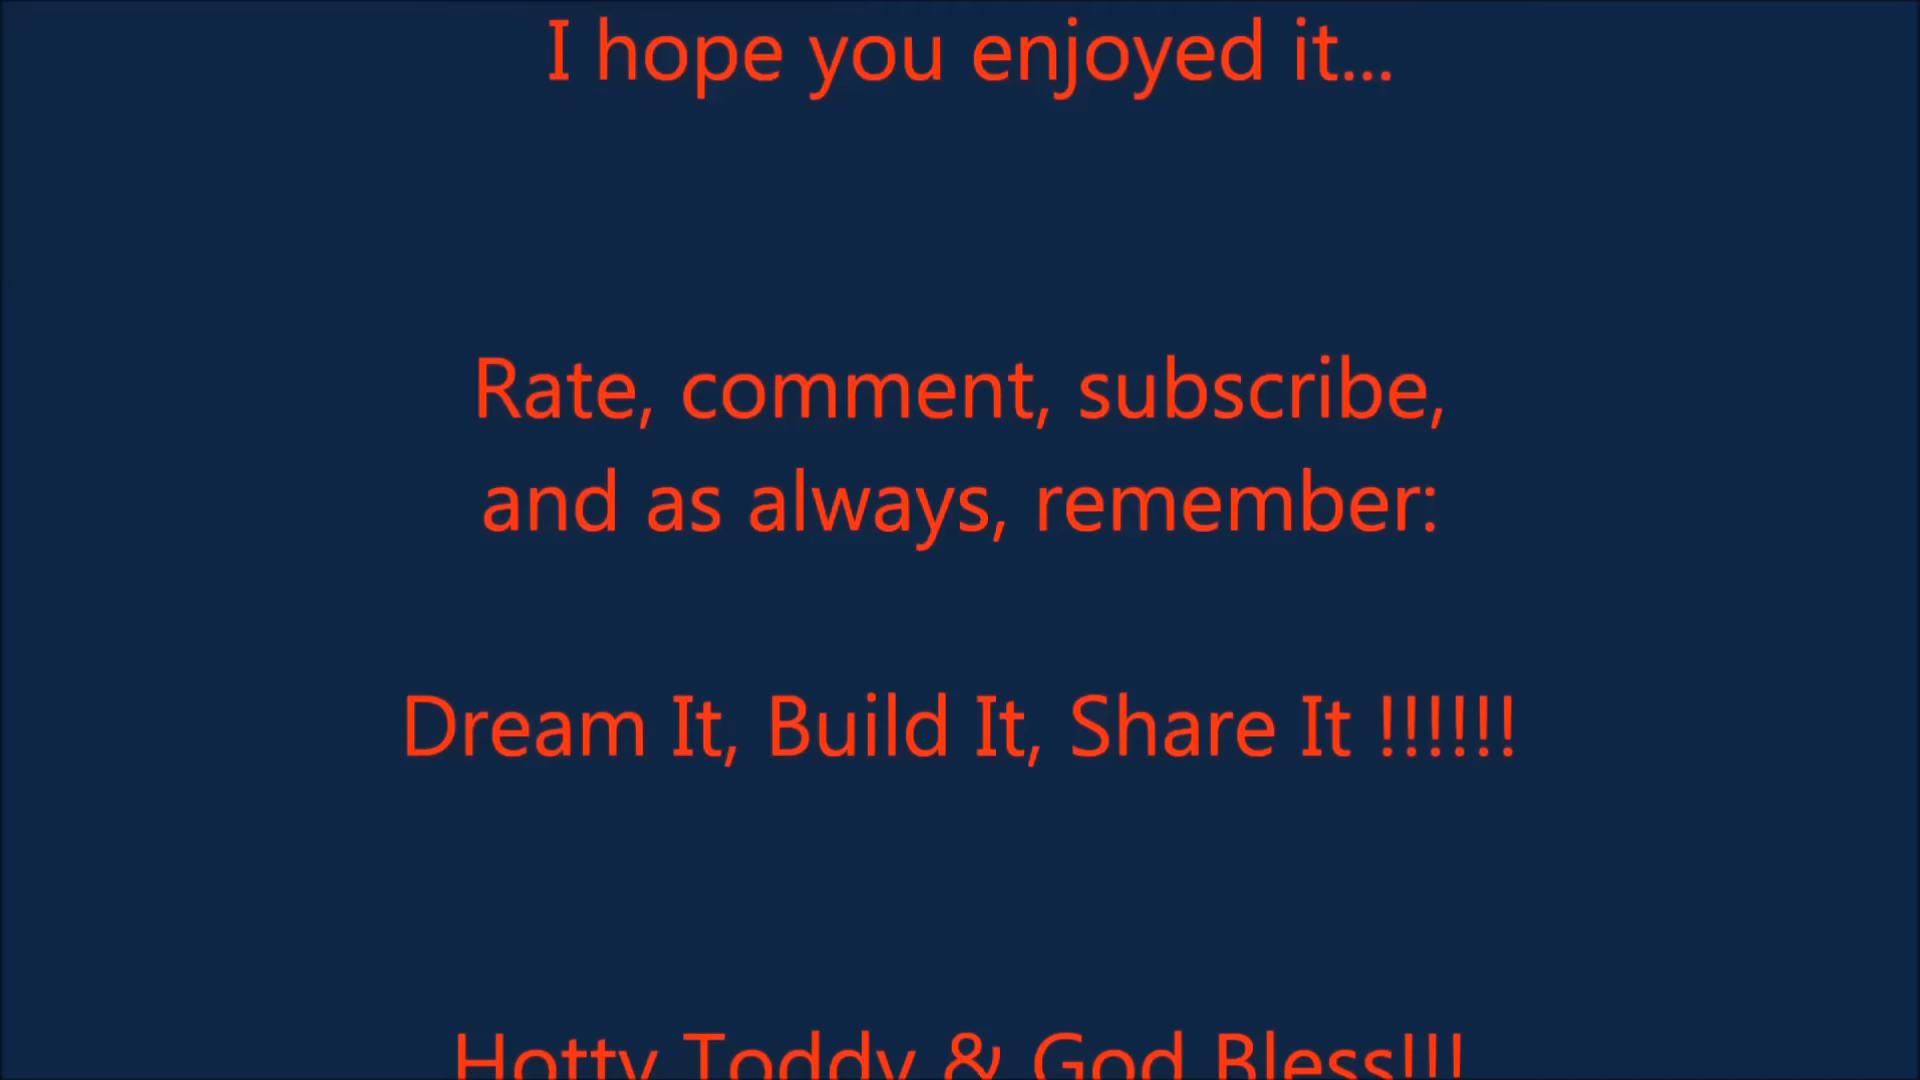 I hope you enjoyed it...
Rate, comment, subscribe,
and as always, remember:
Dream It, Build It, Share It !!!!!!
Hotty Toddy & God Bless!!!